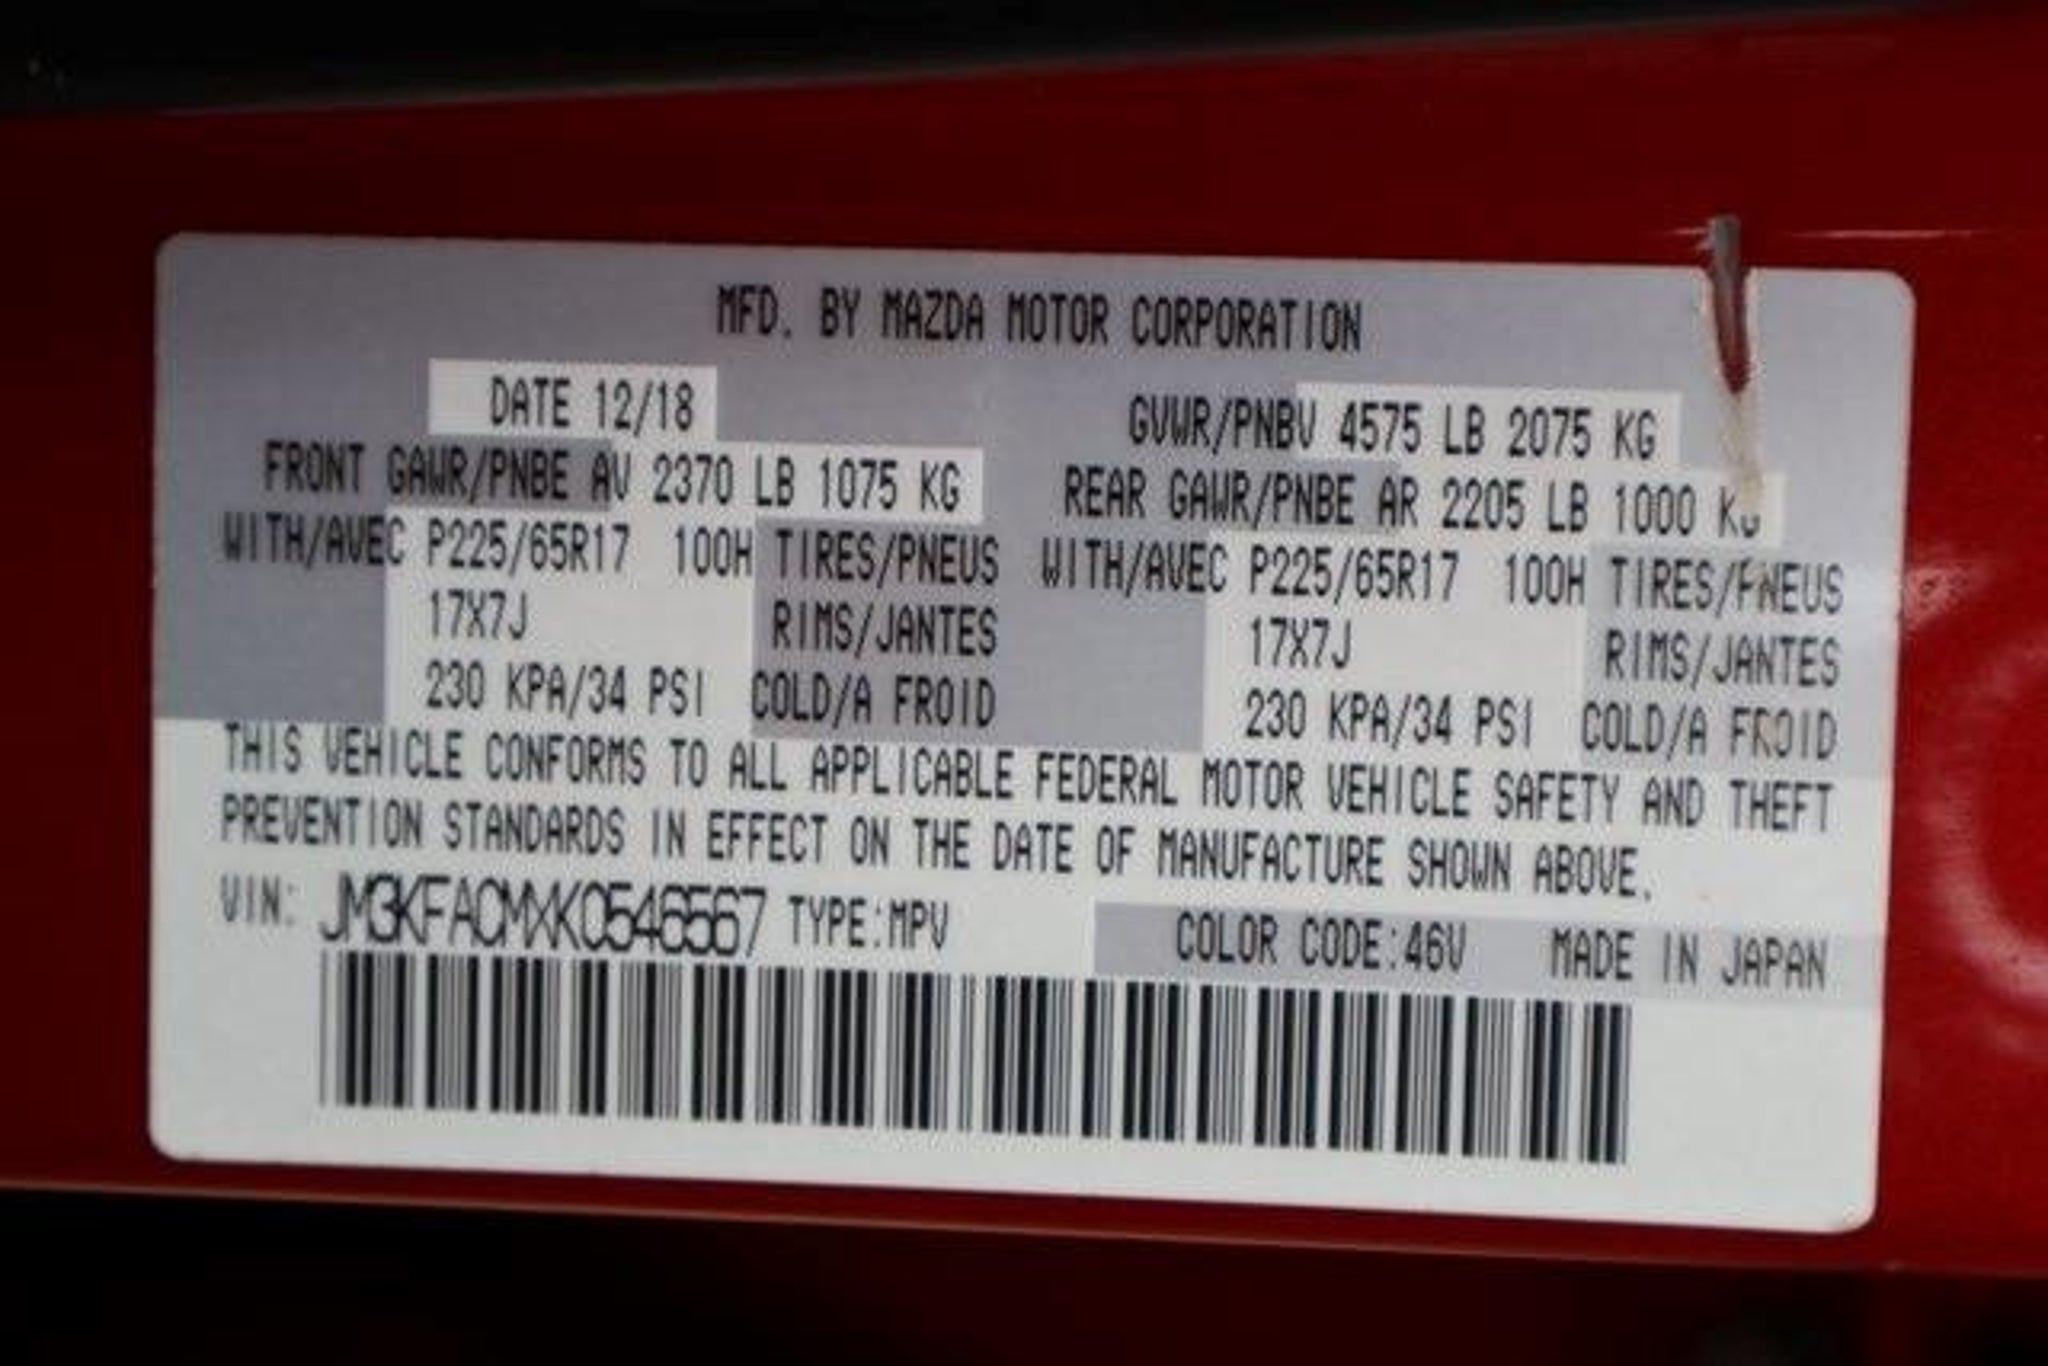 MFD. BY MAZDA MOTOR CORPORATION
DATE 12/18 GVWR/PNBV 4575 LB 2075 KG
FRONT GAWR/PNBE AV 2370 LB 1075 KG REAR GAWR/PNBE AR 2205 LB 1000 KG
WITH/AVEC P225/65R17 100H TIRES/PNEUS WITH/AVEC P225/65R17 100H TIRES/PNEUS
17X7J RIMS/JANTES 17X7J RIMS/JANTES
230 KPA/34 PSI COLD/A FROID 230 KPA/34 PSI COLD/A FROID
THIS VEHICLE CONFORMS TO ALL APPLICABLE FEDERAL MOTOR VEHICLE SAFETY AND THEFT
PREVENTION STANDARDS IN EFFECT ON THE DATE OF MANUFACTURE SHOWN ABOVE.
VIN: JM3KFACMXK0546567 TYPE:MPV COLOR CODE:46V MADE IN JAPAN